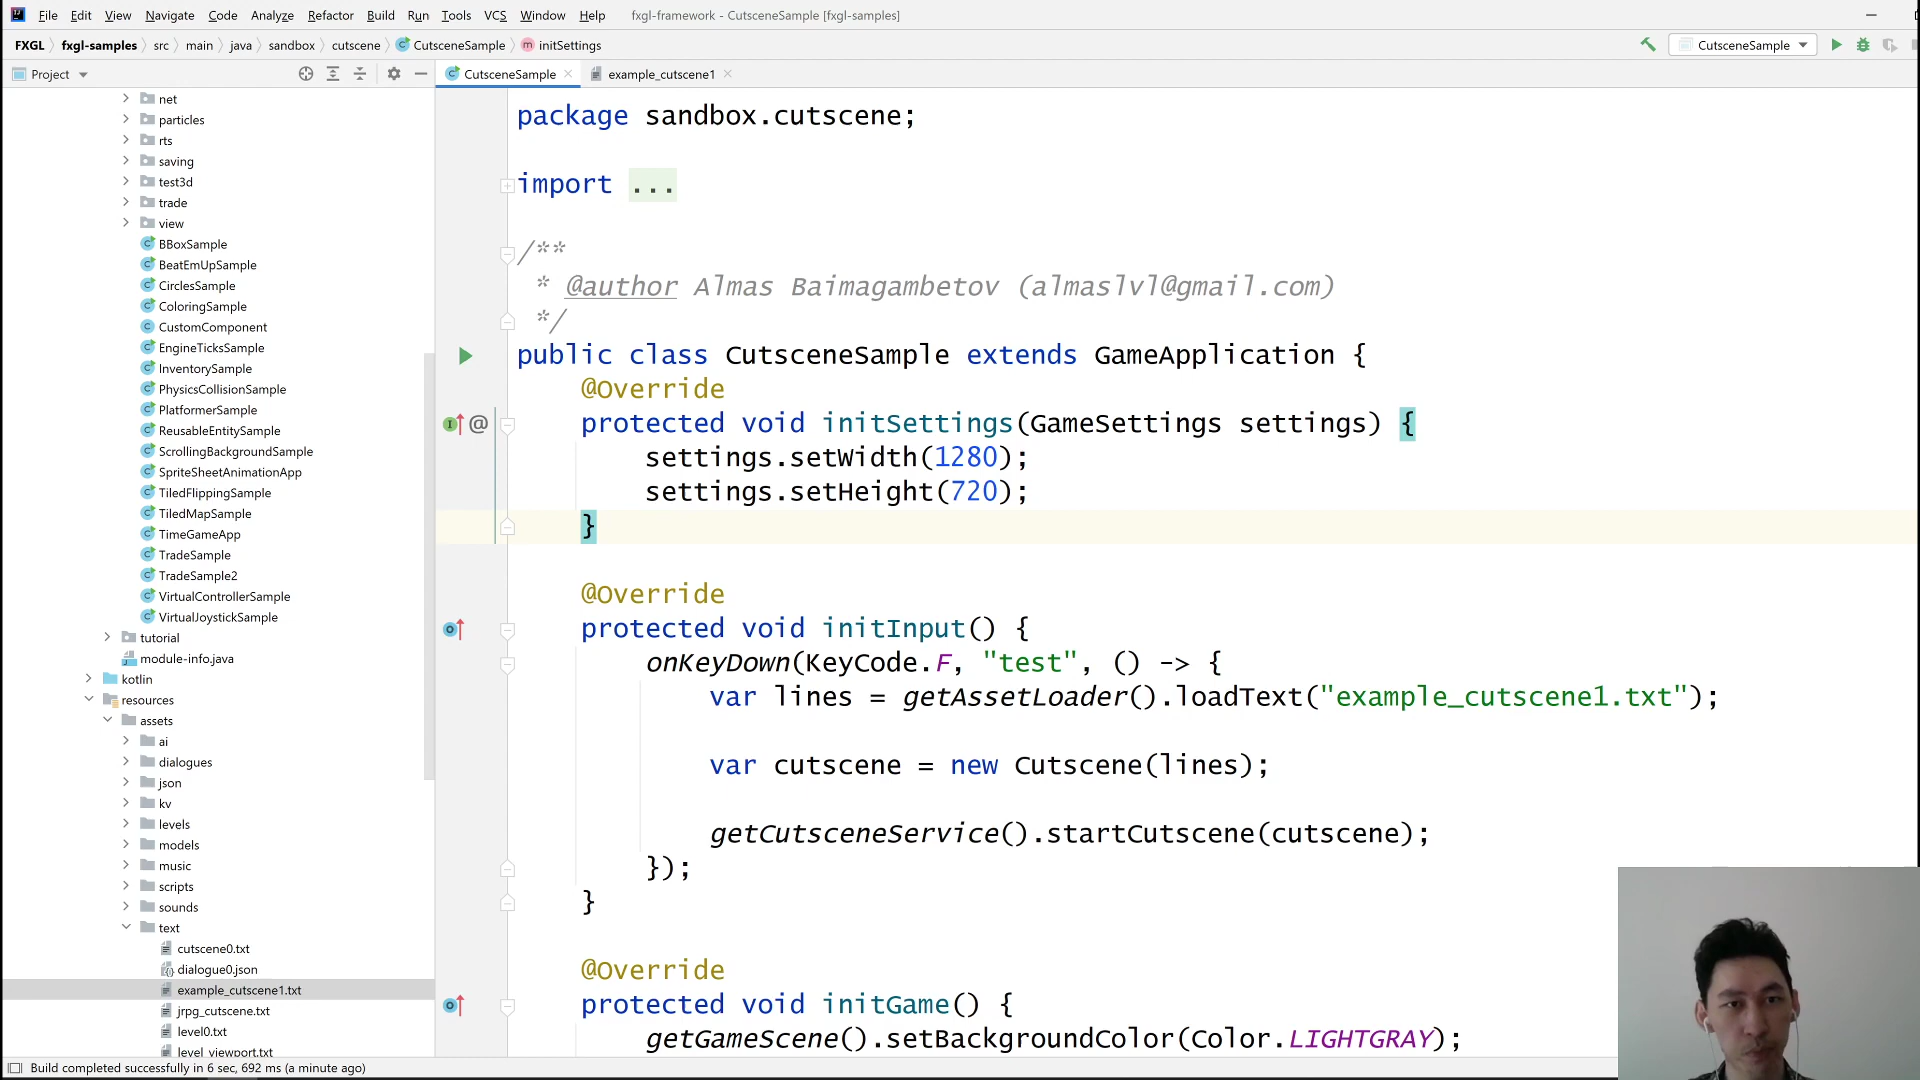 File Edit View Navigate Code Analyze Refactor Build Run Tools VCS Window Help fxgl-framework - CutsceneSample [fxgl-samples]
FXGL fxgl-samples src main java sandbox cutscene CutsceneSample initSettings
CutsceneSample
Project
CutsceneSample example_cutscene1
net
particles
rts
saving
test3d
trade
view
BBoxSample
BeatEmUpSample
CirclesSample
ColoringSample
CustomComponent
EngineTicksSample
InventorySample
PhysicsCollisionSample
PlatformerSample
ReusableEntitySample
ScrollingBackgroundSample
SpriteSheetAnimationApp
TiledFlippingSample
TiledMapSample
TimeGameApp
TradeSample
TradeSample2
VirtualControllerSample
VirtualJoystickSample
tutorial
module-info.java
kotlin
resources
assets
ai
dialogues
json
kv
levels
models
music
scripts
sounds
text
cutscene0.txt
dialogue0.json
example_cutscene1.txt
jrpg_cutscene.txt
level0.txt
level_viewport.txt
package sandbox.cutscene;
import ...
/**
* @author Almas Baimagambetov (almaslvl@gmail.com)
*/
public class CutsceneSample extends GameApplication {
@Override
protected void initSettings(GameSettings settings) {
settings.setWidth(1280);
settings.setHeight(720);
}
@Override
protected void initInput() {
onKeyDown(KeyCode.F, "test", () -> {
var lines = getAssetLoader().loadText("example_cutscene1.txt");
var cutscene = new Cutscene(lines);
getCutsceneService().startCutscene(cutscene);
});
}
@Override
protected void initGame() {
getGameScene().setBackgroundColor(Color.LIGHTGRAY);
Build completed successfully in 6 sec, 692 ms (a minute ago)